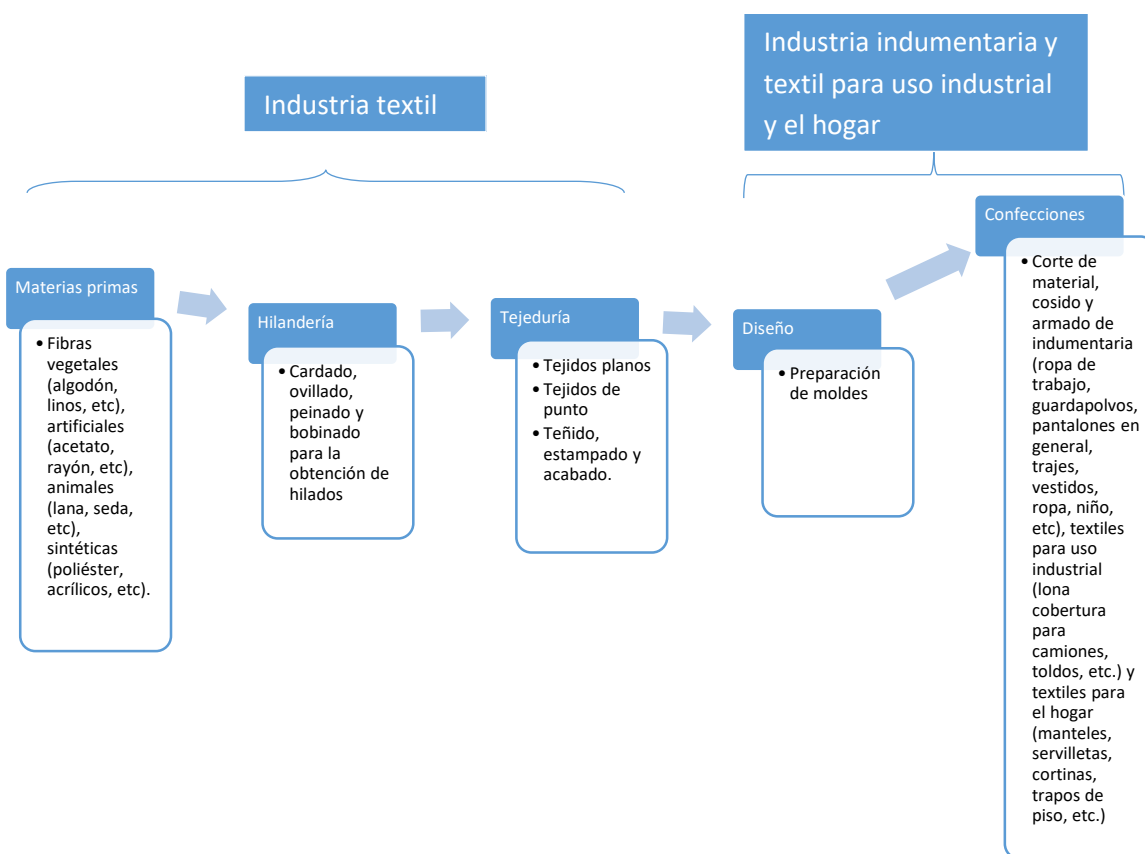 Industria textil
Industria indumentaria y
textil para uso industrial
y el hogar
Materias primas
• Fibras
vegetales
(algodón,
linos, etc),
artificiales
(acetato,
rayón, etc),
animales
(lana, seda,
etc),
sintéticas
(poliéster,
acrílicos, etc).
Hilandería
• Cardado,
ovillado,
peinado y
bobinado
para la
obtención de
hilados
Tejeduría
• Tejidos planos
• Tejidos de
punto
• Teñido,
estampado y
acabado.
Diseño
• Preparación
de moldes
Confecciones
• Corte de
material,
cosido y
armado de
indumentaria
(ropa de
trabajo,
guardapolvos,
pantalones en
general,
trajes,
vestidos,
ropa, niño,
etc), textiles
para uso
industrial
(lona
cobertura
para
camiones,
toldos, etc.) y
textiles para
el hogar
(manteles,
servilletas,
cortinas,
trapos de
piso, etc.)